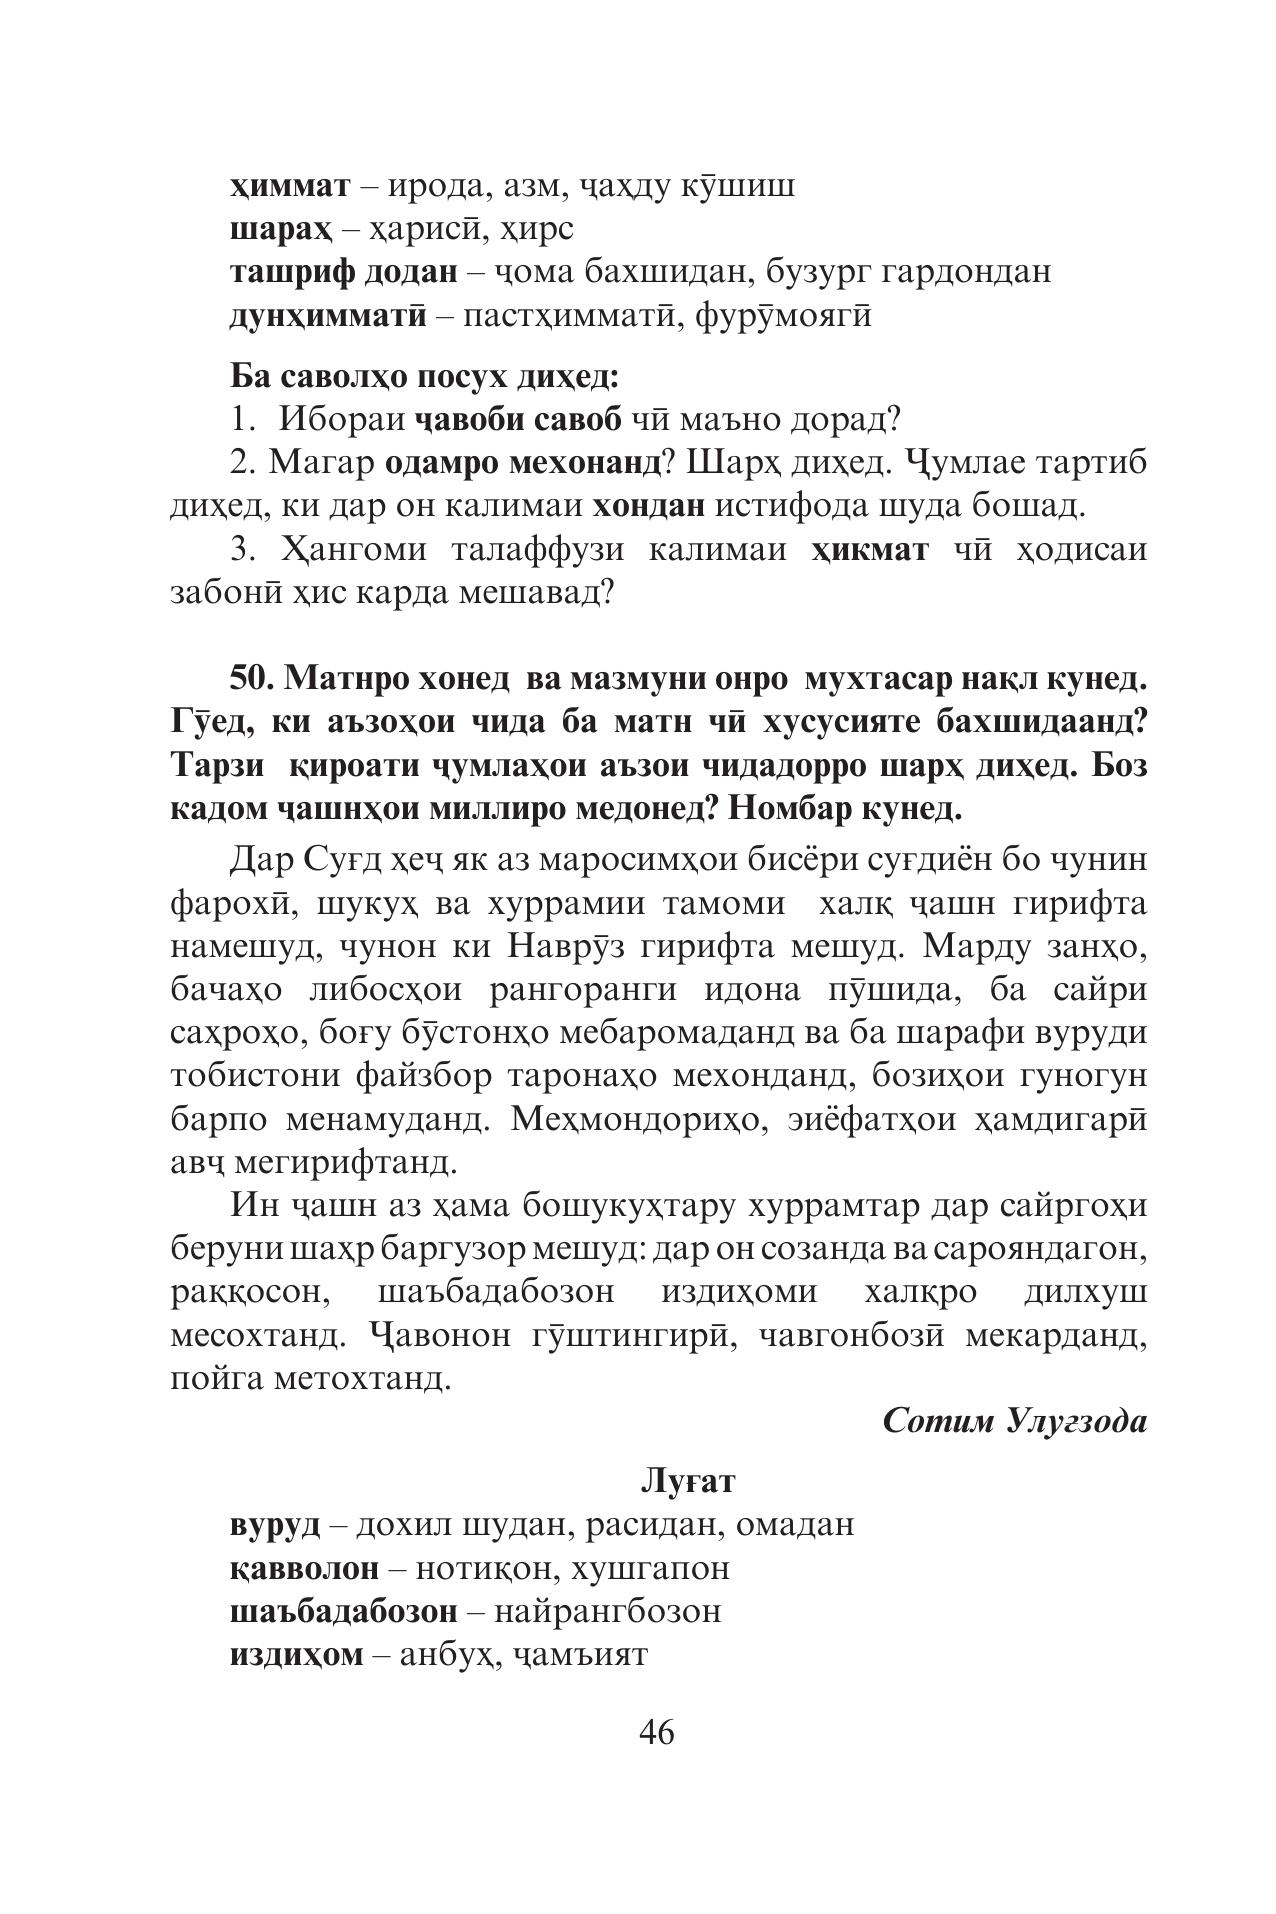 ҳиммат – ирода, азм, ҷаҳду кӯшиш
шараҳ – ҳарисӣ, ҳирс
ташриф додан – ҷома бахшидан, бузург гардондан
дунҳимматӣ – пастҳимматӣ, фурӯмоягӣ
Ба саволҳо посух диҳед:
1. Ибораи ҷавоби савоб чӣ маъно дорад?
2. Магар одамро мехонанд? Шарҳ диҳед. Ҷумлае тартиб
диҳед, ки дар он калимаи хондан истифода шуда бошад.
3. Ҳангоми талаффузи калимаи ҳикмат чӣ ҳодисаи
забонӣ ҳис карда мешавад?
50. Матнро хонед ва мазмуни онро мухтасар нақл кунед.
Гӯед, ки аъзоҳои чида ба матн чӣ хусусияте бахшидаанд?
Тарзи қироати ҷумлаҳои аъзои чидадорро шарҳ диҳед. Боз
кадом ҷашнҳои миллиро медонед? Номбар кунед.
Дар Суғд ҳеҷ як аз маросимҳои бисёри суғдиён бо чунин
фарохӣ, шукуҳ ва хуррамии тамоми халқ ҷашн гирифта
намешуд, чунон ки Наврӯз гирифта мешуд. Марду занҳо,
бачаҳо либосҳои рангоранги идона пӯшида, ба сайри
саҳроҳо, боғу бӯстонҳо мебаромаданд ва ба шарафи вуруди
тобистони файзбор таронаҳо мехонданд, бозиҳои гуногун
барпо менамуданд. Меҳмондориҳо, эиёфатҳои ҳамдигарӣ
авҷ мегирифтанд.
Ин ҷашн аз ҳама бошукуҳтару хуррамтар дар сайргоҳи
беруни шаҳр баргузор мешуд: дар он созанда ва сарояндагон,
раққосон, шаъбадабозон издиҳоми халқро дилхуш
месохтанд. Ҷавонон гӯштингирӣ, чавгонбозӣ мекарданд,
пойга метохтанд.
Сотим Улуғзода
Луғат
вуруд – дохил шудан, расидан, омадан
қавволон – нотиқон, хушгапон
шаъбадабозон – найрангбозон
издиҳом – анбуҳ, ҷамъият
46